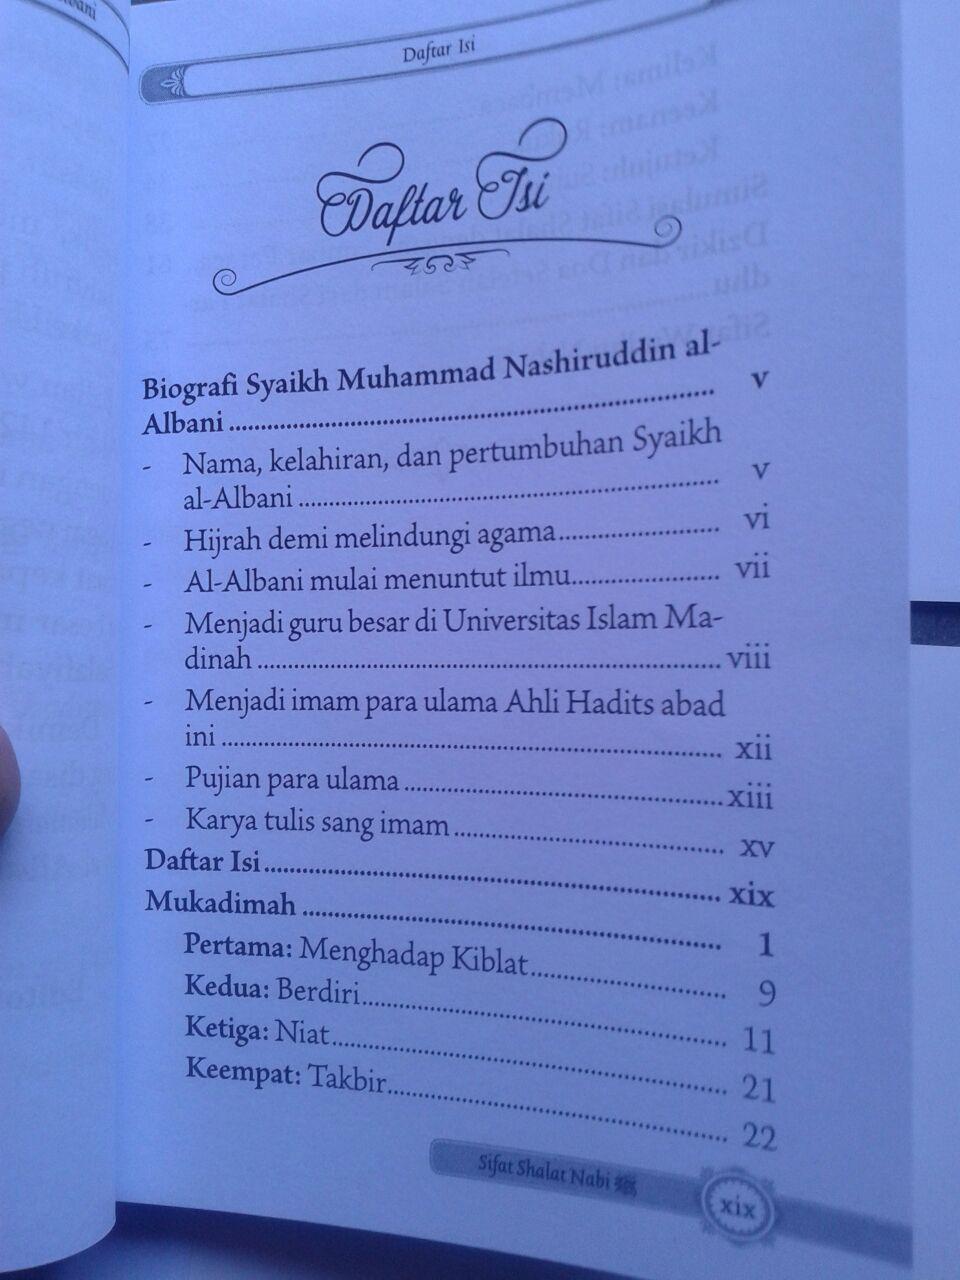 Daftar Isi
Daftar Isi
Biografi Syaikh Muhammad Nashiruddin al-
Albani ........ v
- Nama, kelahiran, dan pertumbuhan Syaikh
al-Albani ........ v
- Hijrah demi melindungi agama........ vi
- Al-Albani mulai menuntut ilmu........ vii
- Menjadi guru besar di Universitas Islam Ma-
dinah ........ viii
- Menjadi imam para ulama Ahli Hadits abad
ini ........ xii
- Pujian para ulama ........ xiii
- Karya tulis sang imam ........ xv
Daftar Isi ........ xix
Mukadimah ........ 1
Pertama: Menghadap Kiblat ........ 9
Kedua: Berdiri ........ 11
Ketiga: Niat ........ 21
Keempat: Takbir ........ 22
Sifat Shalat Nabi ﷺ
xix